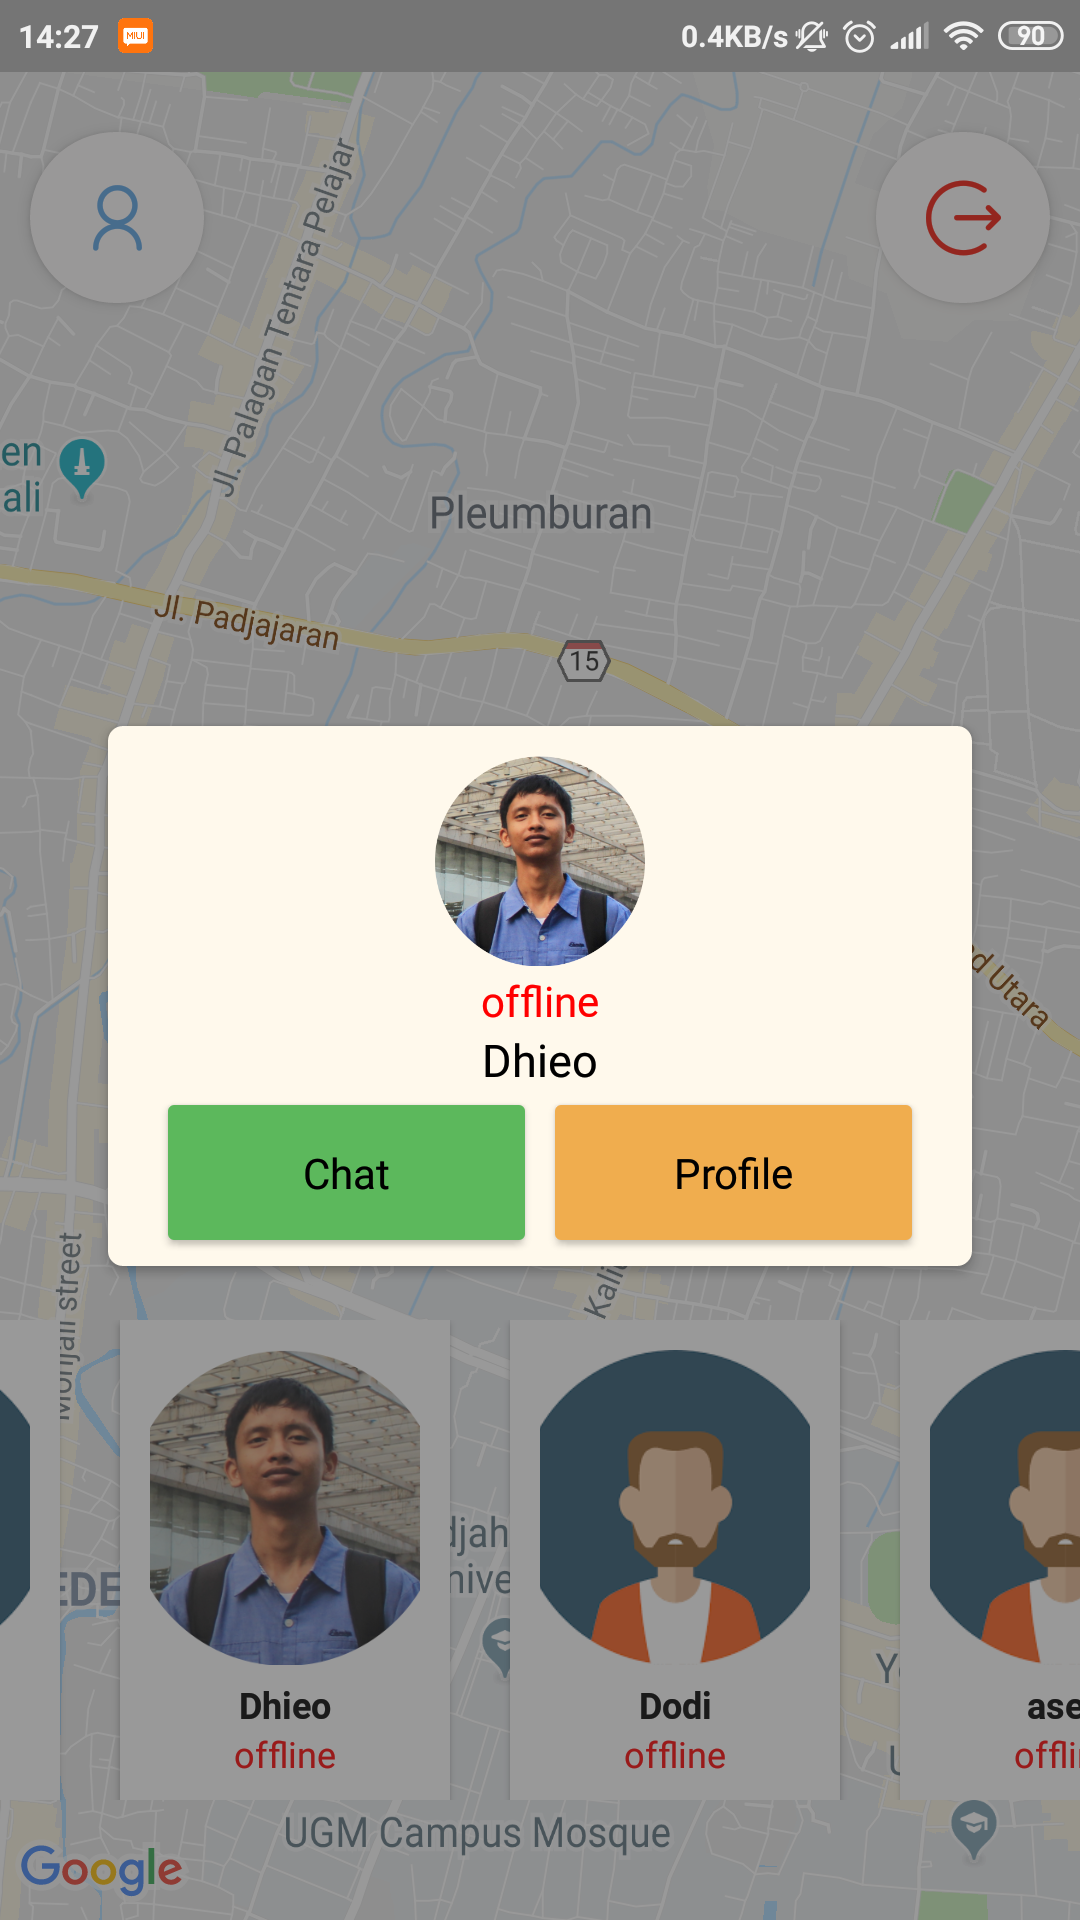 14:27
MIUI
0.4KB/s
90
Jl. Palagan Tentara Pelajar
en
ali
Pleumburan
Jl. Padjajaran
15
offline
Dhieo
Chat
Profile
Utara
street
Kali
EDE
djah
nive
Dhieo
offline
Dodi
offline
ase
offli
UGM Campus Mosque
Google